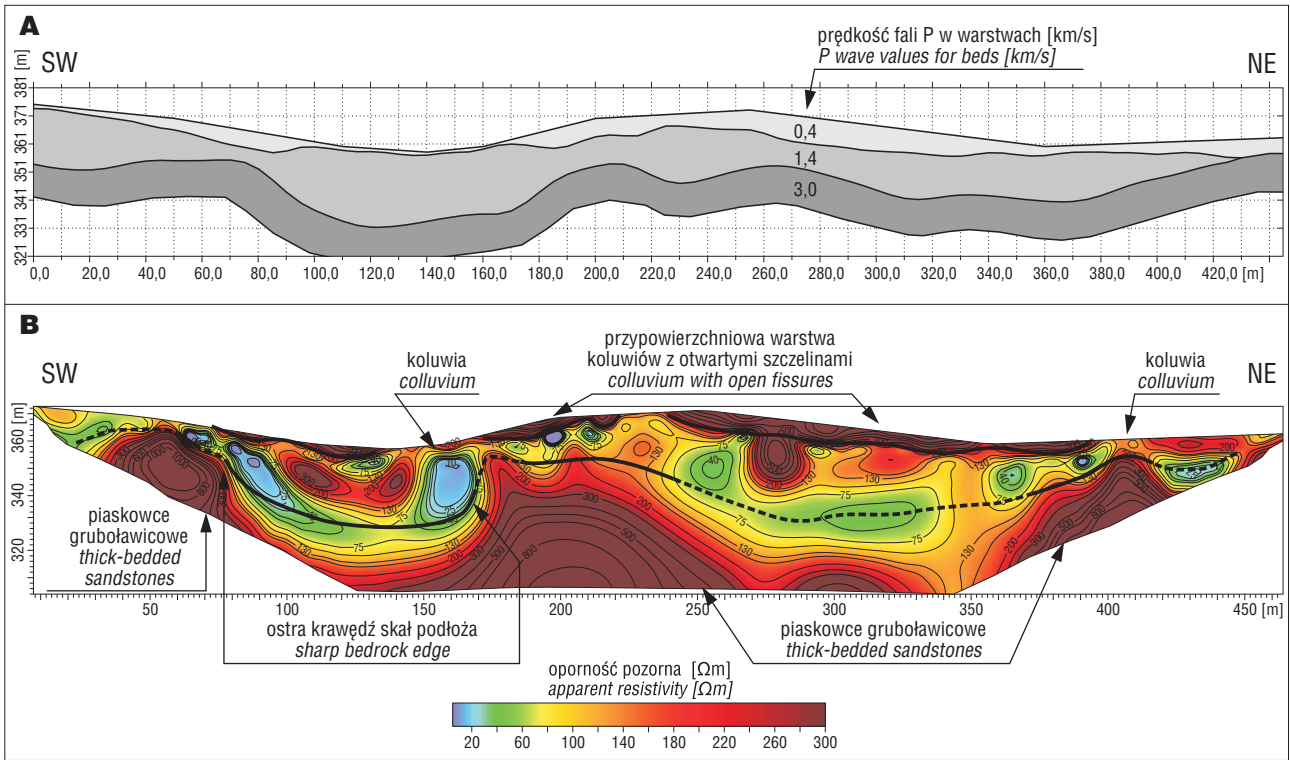 A
prędkość fali P w warstwach [km/s]
P wave values for beds [km/s]
SW
NE
[m]
381
371
361
351
341
331
321
0,4
1,4
3,0
0,0 20,0 40,0 60,0 80,0 100,0 120,0 140,0 160,0 180,0 200,0 220,0 240,0 260,0 280,0 300,0 320,0 340,0 360,0 380,0 400,0 420,0 [m]
B
przypowierzchniowa warstwa
koluwiów z otwartymi szczelinami
colluvium with open fissures
koluwia
colluvium
koluwia
colluvium
SW
NE
[m]
360
340
320
piaskowce
gruboławicowe
thick-bedded
sandstones
50 100 150 200 250 300 350 400 450 [m]
ostra krawędź skał podłoża
sharp bedrock edge
piaskowce gruboławicowe
thick-bedded sandstones
oporność pozorna [Ωm]
apparent resistivity [Ωm]
20 60 100 140 180 220 260 300